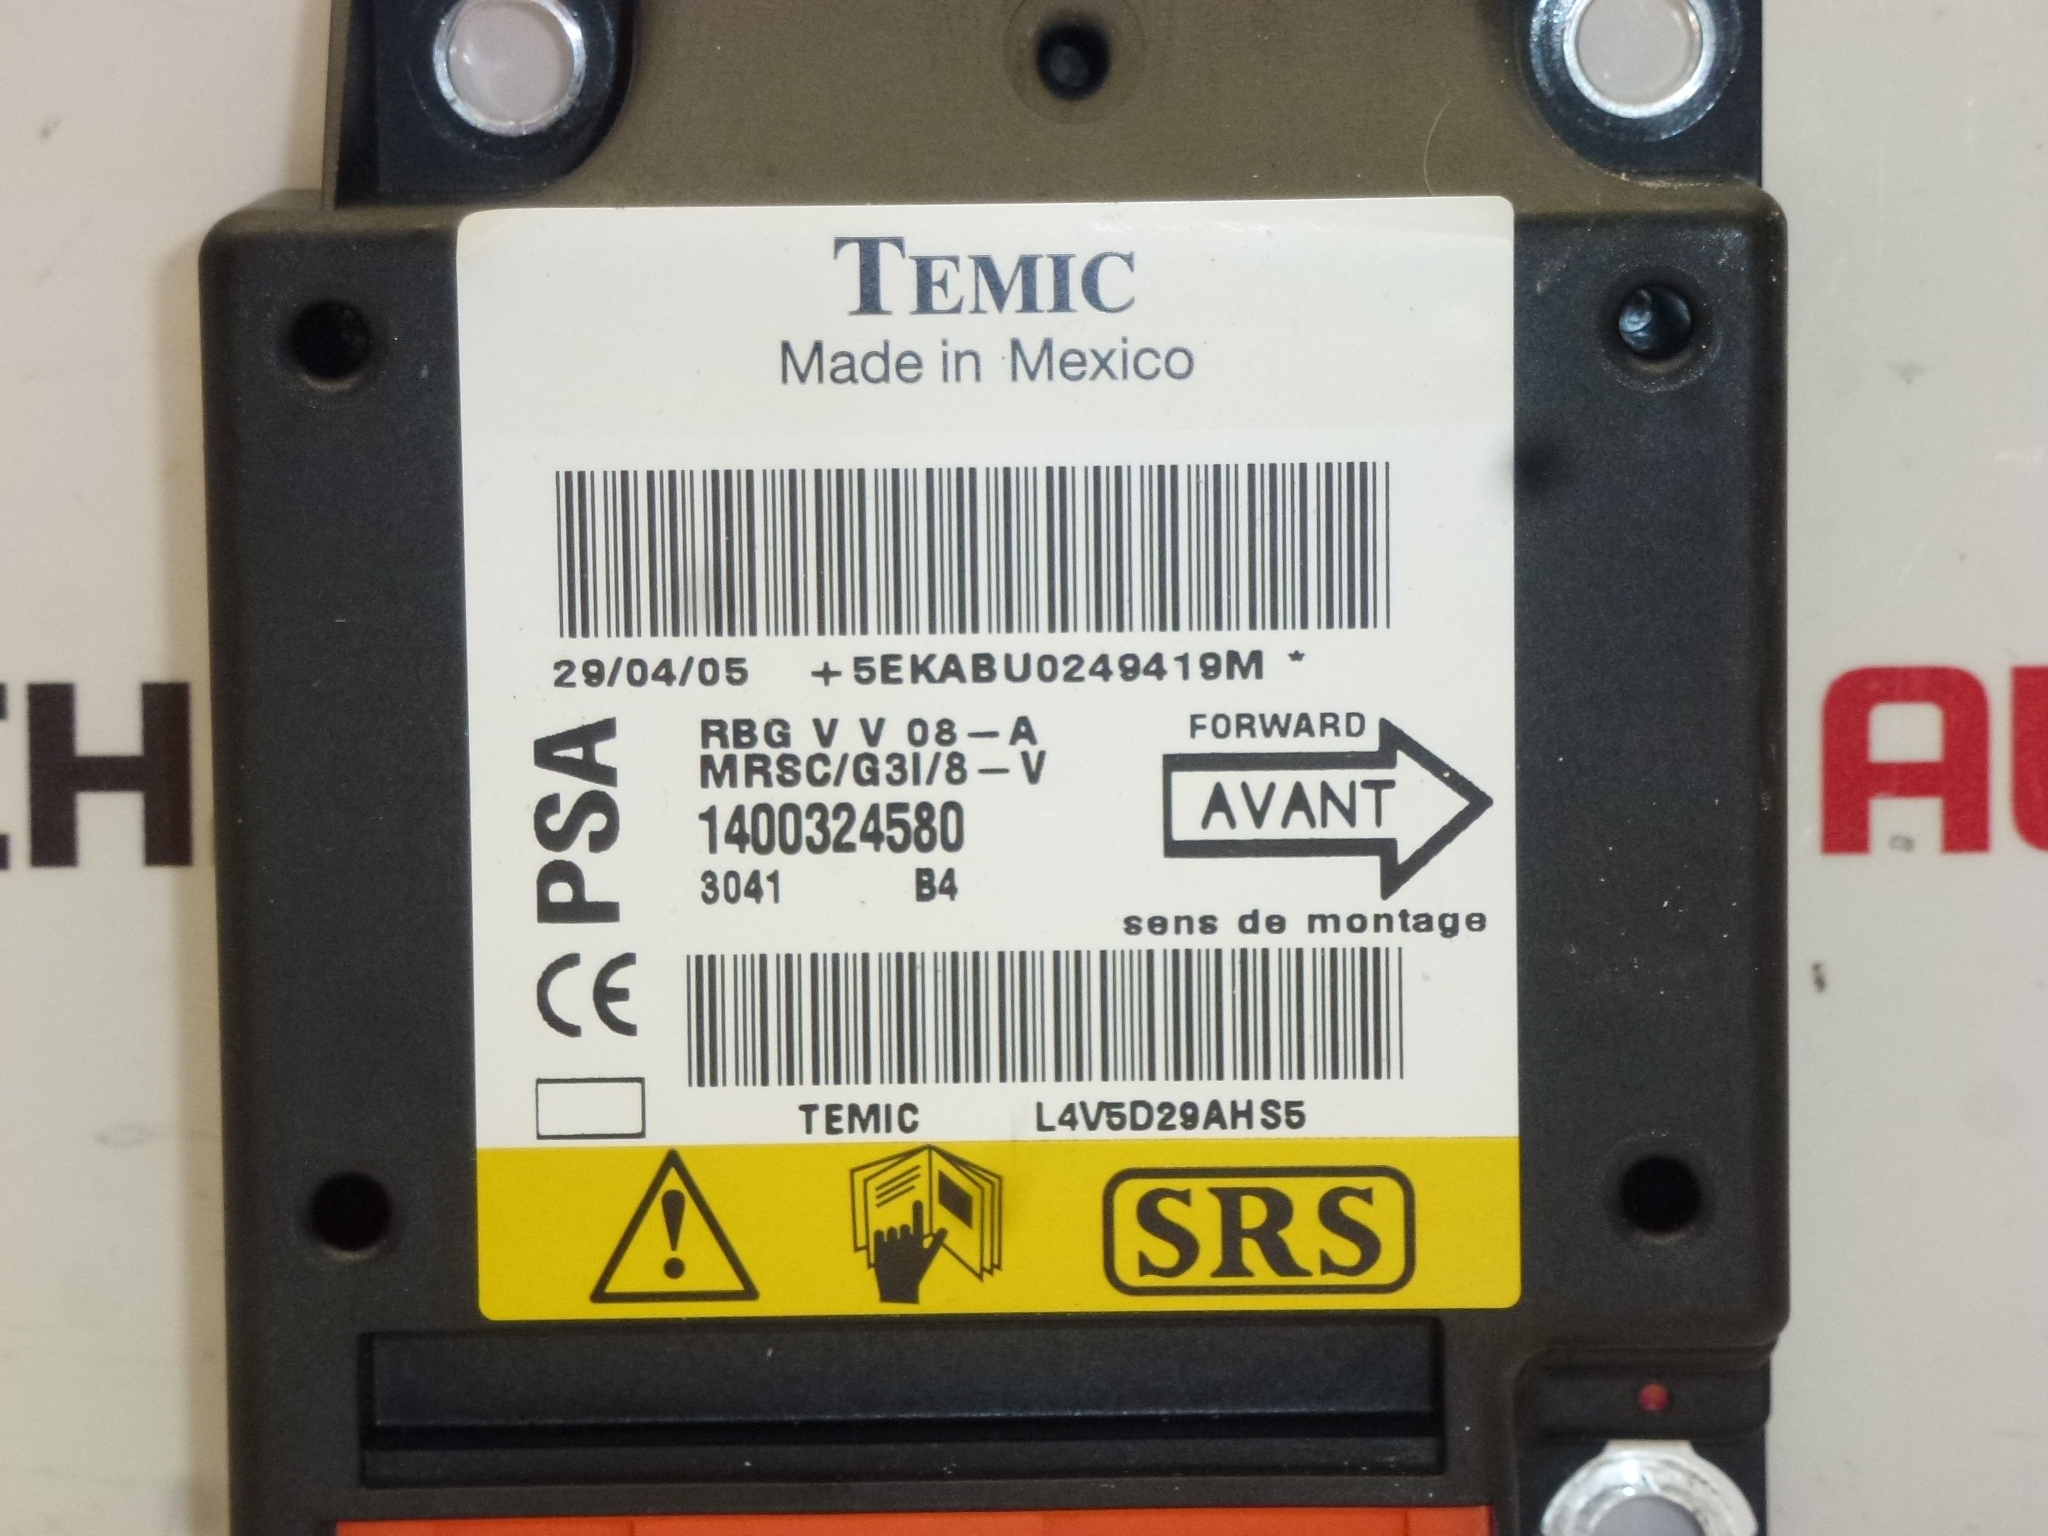 TEMIC
Made in Mexico
29/04/05 +5EKABU0249419M *
PSA
RBG V V 08-A
MRSC/G3I/8-V
1400324580
3041 B4
FORWARD
AVANT
sens de montage
CE
TEMIC L4V5D29AHS5
SRS